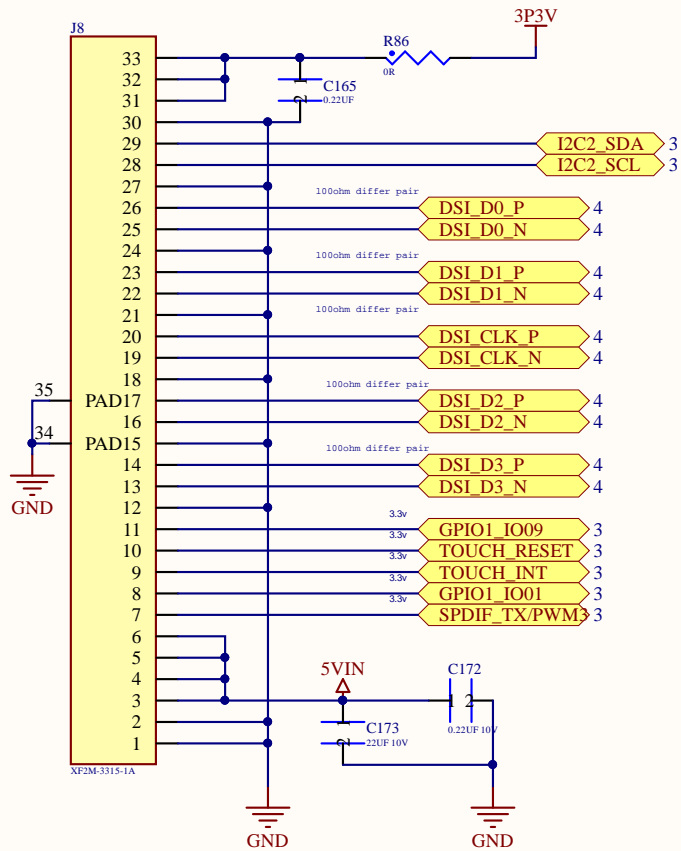 J8
3P3V
33
R86
32
0R
31
1
C165
2
0.22UF
30
29
I2C2_SDA
3
28
I2C2_SCL
3
27
100ohm differ pair
26
DSI_D0_P
4
25
DSI_D0_N
4
24
100ohm differ pair
23
DSI_D1_P
4
22
DSI_D1_N
4
21
100ohm differ pair
20
DSI_CLK_P
4
19
DSI_CLK_N
4
18
100ohm differ pair
35
PAD17
DSI_D2_P
4
16
DSI_D2_N
4
34
PAD15
100ohm differ pair
14
DSI_D3_P
4
13
DSI_D3_N
4
GND
12
3.3v
11
GPIO1_IO09
3
3.3v
10
TOUCH_RESET
3
3.3v
9
TOUCH_INT
3
3.3v
8
GPIO1_IO01
3
3.3v
7
SPDIF_TX/PWM3
3
6
5
5VIN
C172
4
3
1 2
2
1
C173
0.22UF 10V
1
2
22UF 10V
XF2M-3315-1A
GND
GND